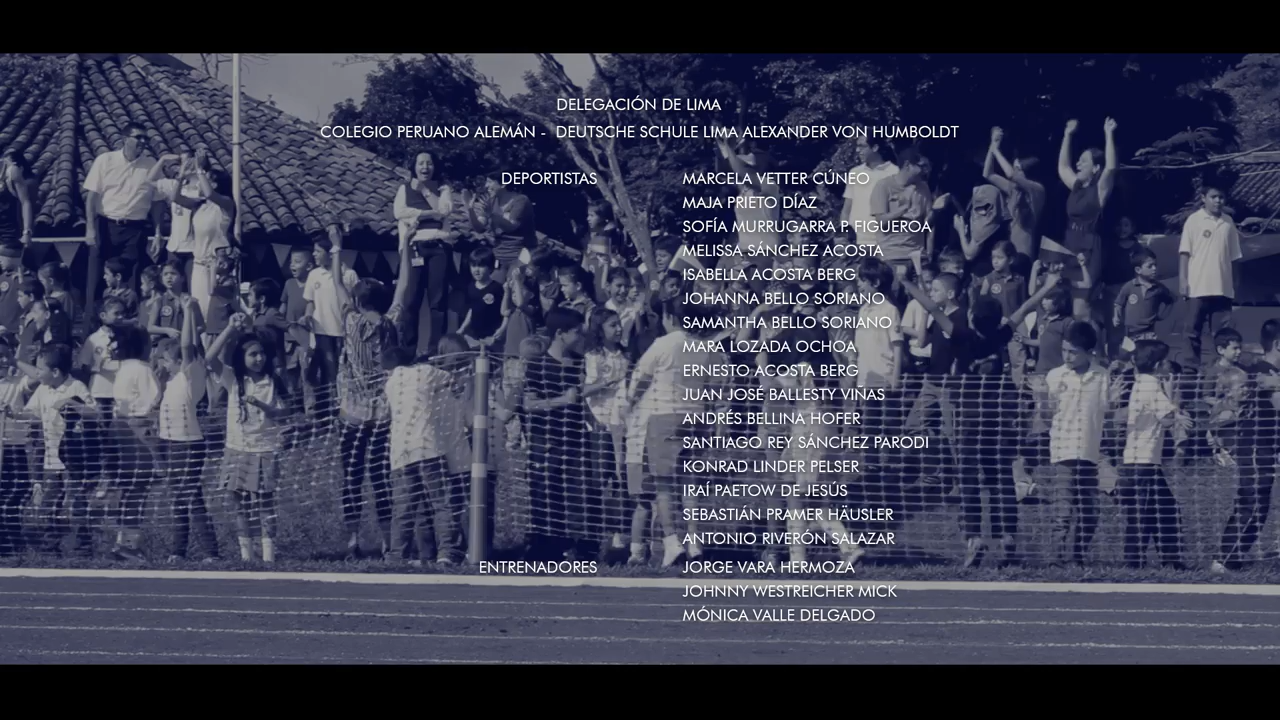 DELEGACIÓN DE LIMA
COLEGIO PERUANO ALEMÁN - DEUTSCHE SCHULE LIMA ALEXANDER VON HUMBOLDT
DEPORTISTAS MARCELA VETTER CÚNEO
MAJA PRIETO DÍAZ
SOFÍA MURRUGARRA P. FIGUEROA
MELISSA SÁNCHEZ ACOSTA
ISABELLA ACOSTA BERG
JOHANNA BELLO SORIANO
SAMANTHA BELLO SORIANO
MARA LOZADA OCHOA
ERNESTO ACOSTA BERG
JUAN JOSÉ BALLESTY VIÑAS
ANDRÉS BELLINA HOFER
SANTIAGO REY SÁNCHEZ PARODI
KONRAD LINDER PELSER
IRAÍ PAETOW DE JESÚS
SEBASTIÁN PRAMER HÄUSLER
ANTONIO RIVERÓN SALAZAR
ENTRENADORES JORGE VARA HERMOZA
JOHNNY WESTREICHER MICK
MÓNICA VALLE DELGADO